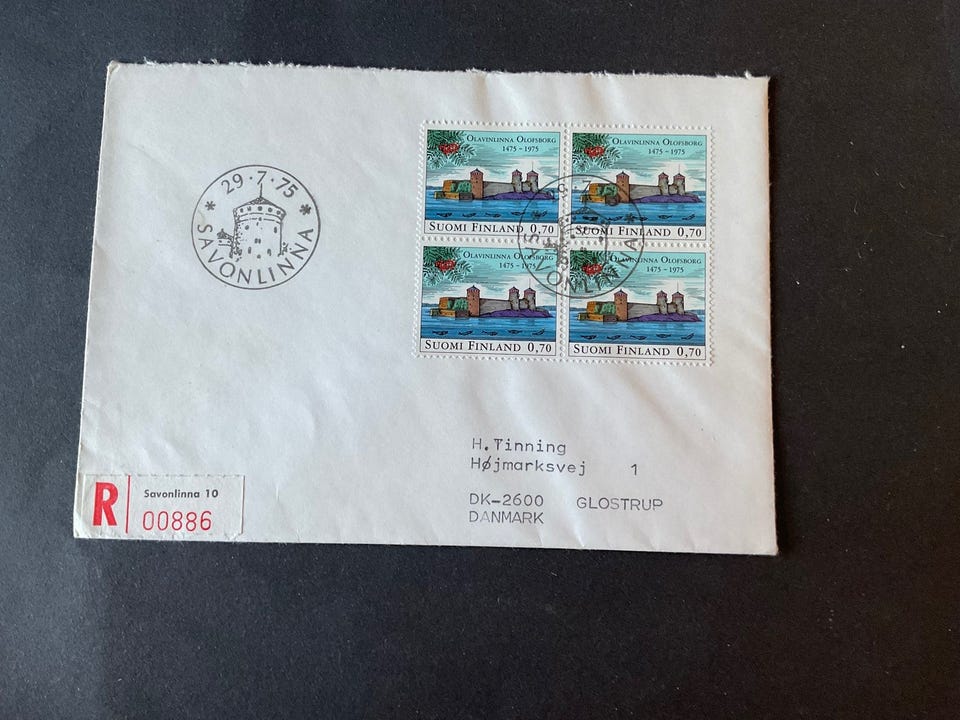 29·7·75
* SAVONLINNA *
OLAVINLINNA OLOFSBORG
1475 – 1975
SUOMI FINLAND 0,70
OLAVINLINNA OLOFSBORG
1475 – 1975
SUOMI FINLAND 0,70
OLAVINLINNA OLOFSBORG
1475 – 1975
SUOMI FINLAND 0,70
OLAVINLINNA OLOFSBORG
1475 – 1975
SUOMI FINLAND 0,70
SAVONLINNA *
H.Tinning
Højmarksvej 1
DK-2600 GLOSTRUP
DANMARK
R
Savonlinna 10
00886